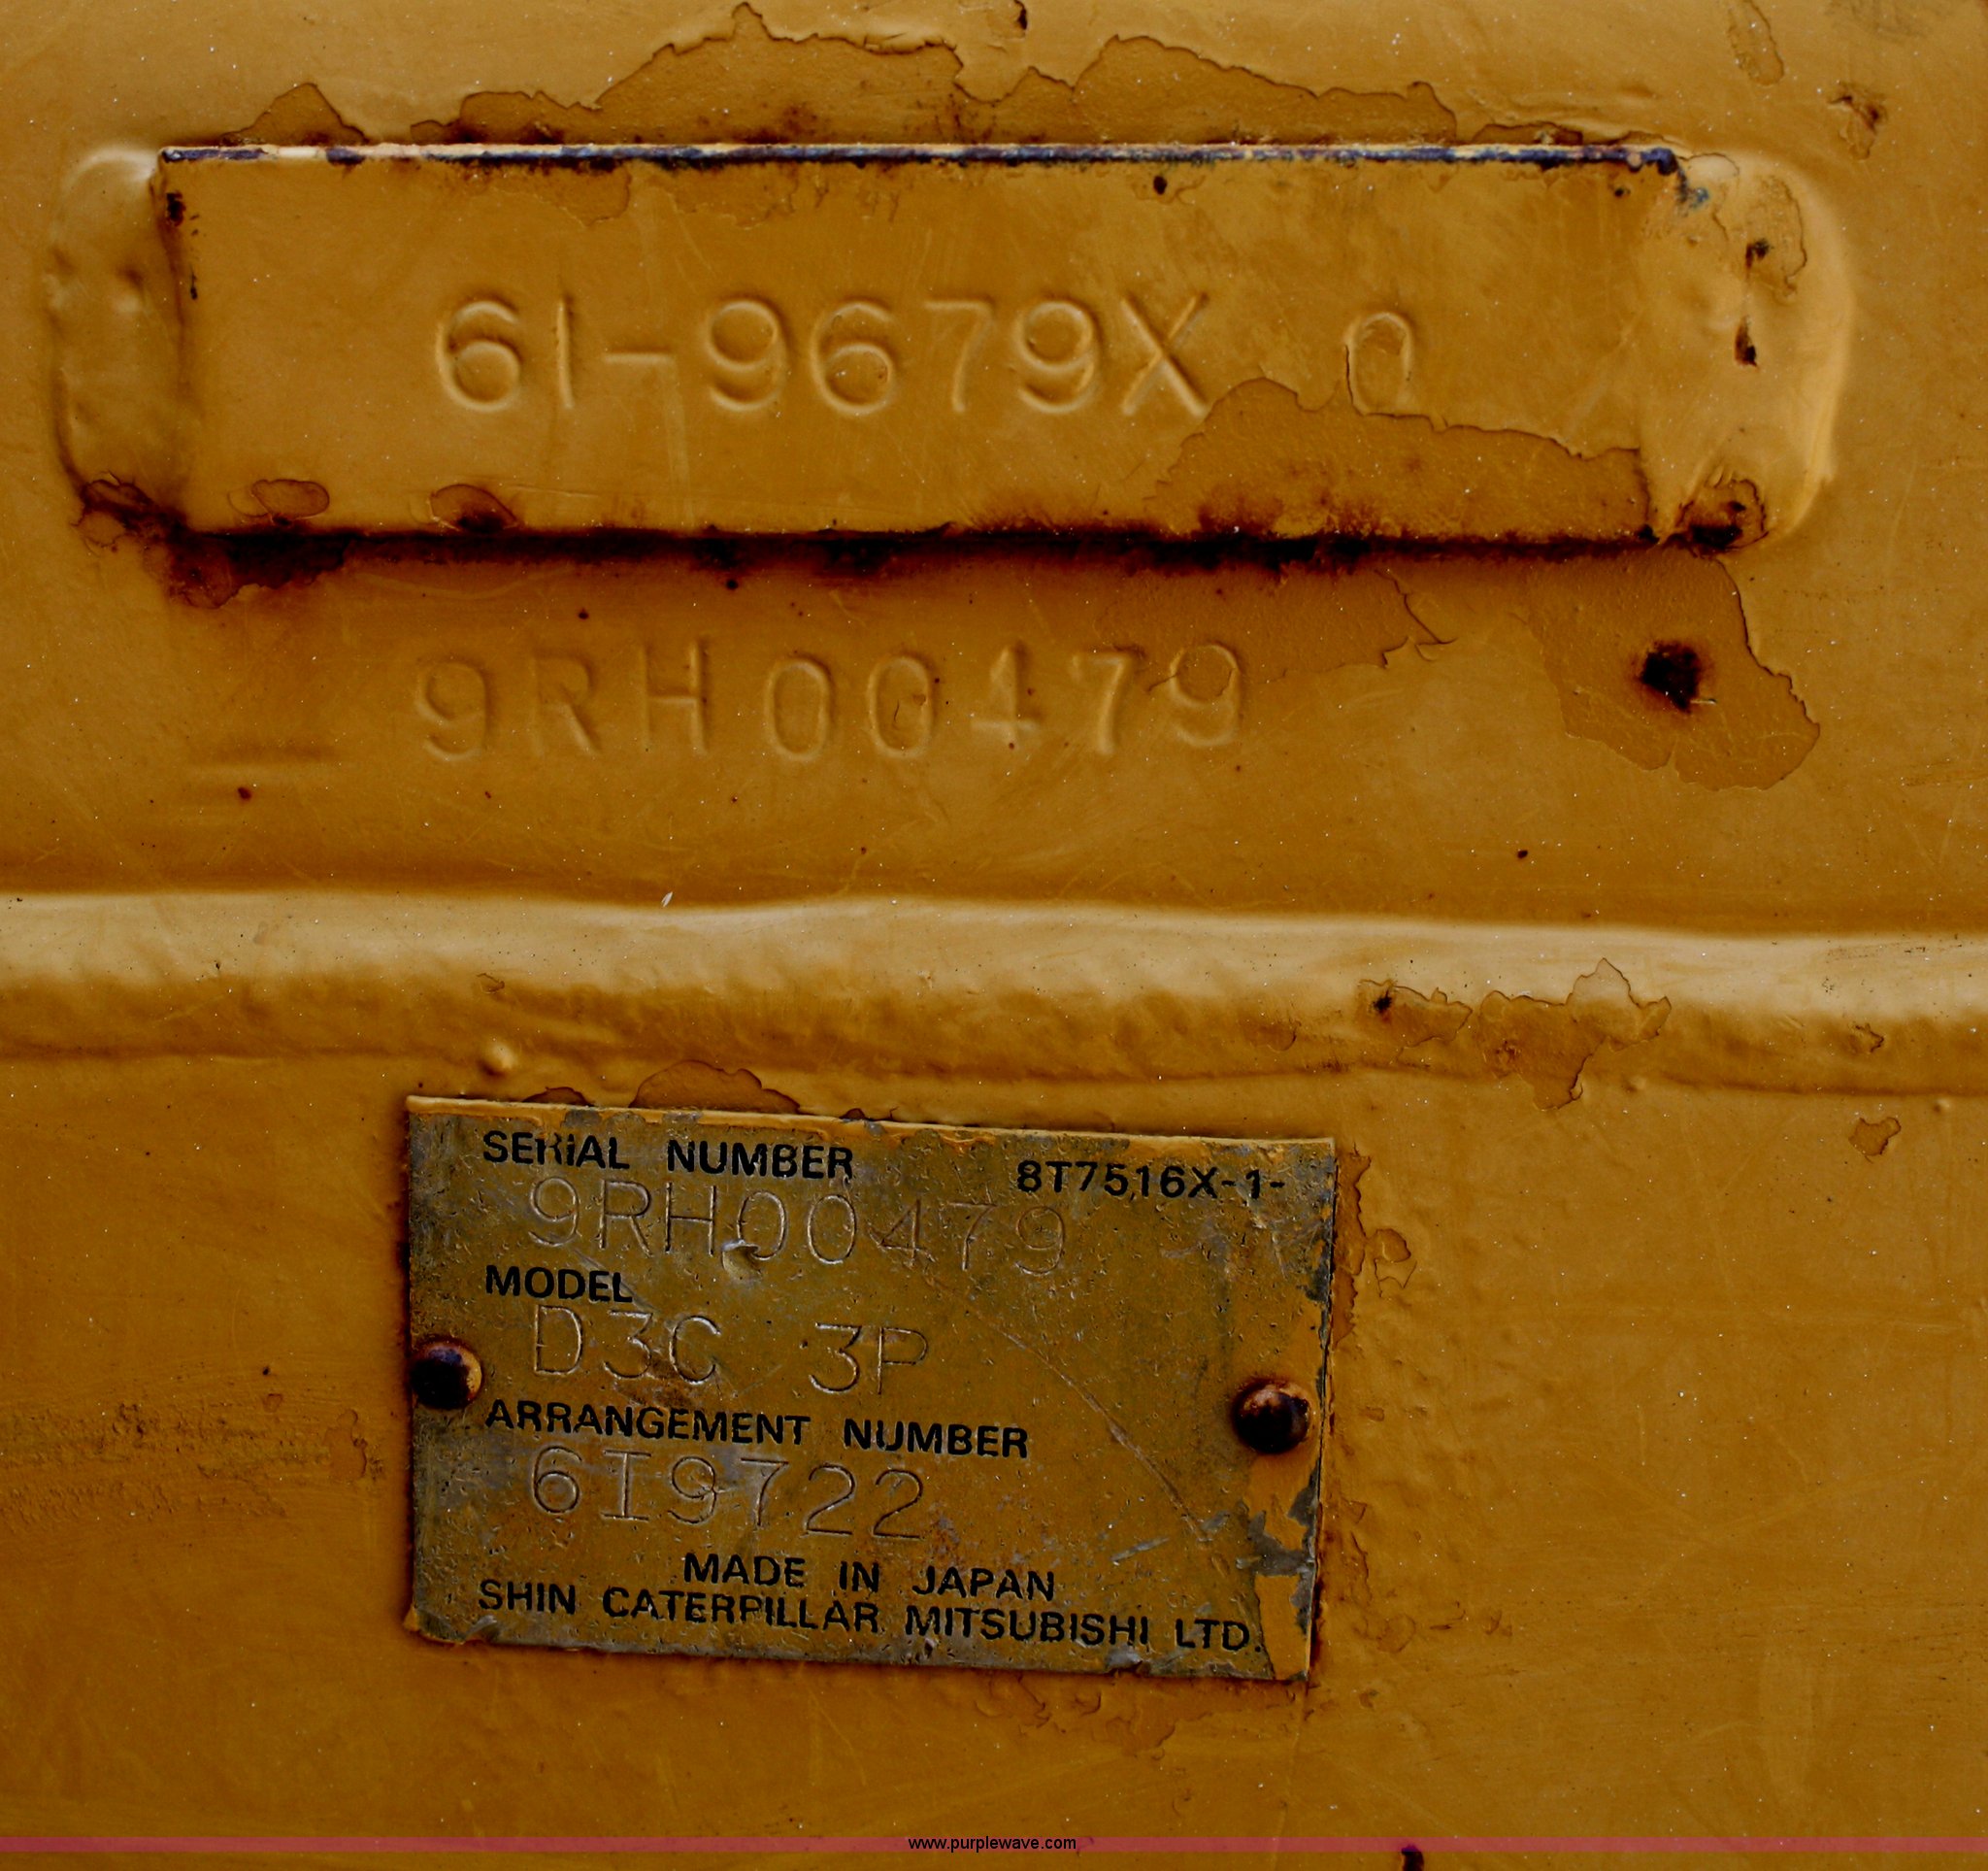 6I-9679X 0
9RH00479
SERIAL NUMBER 8T7516X-1-
9RH00479
MODEL
D3C 3P
ARRANGEMENT NUMBER
6I9722
MADE IN JAPAN
SHIN CATERPILLAR MITSUBISHI LTD.
www.purplewave.com